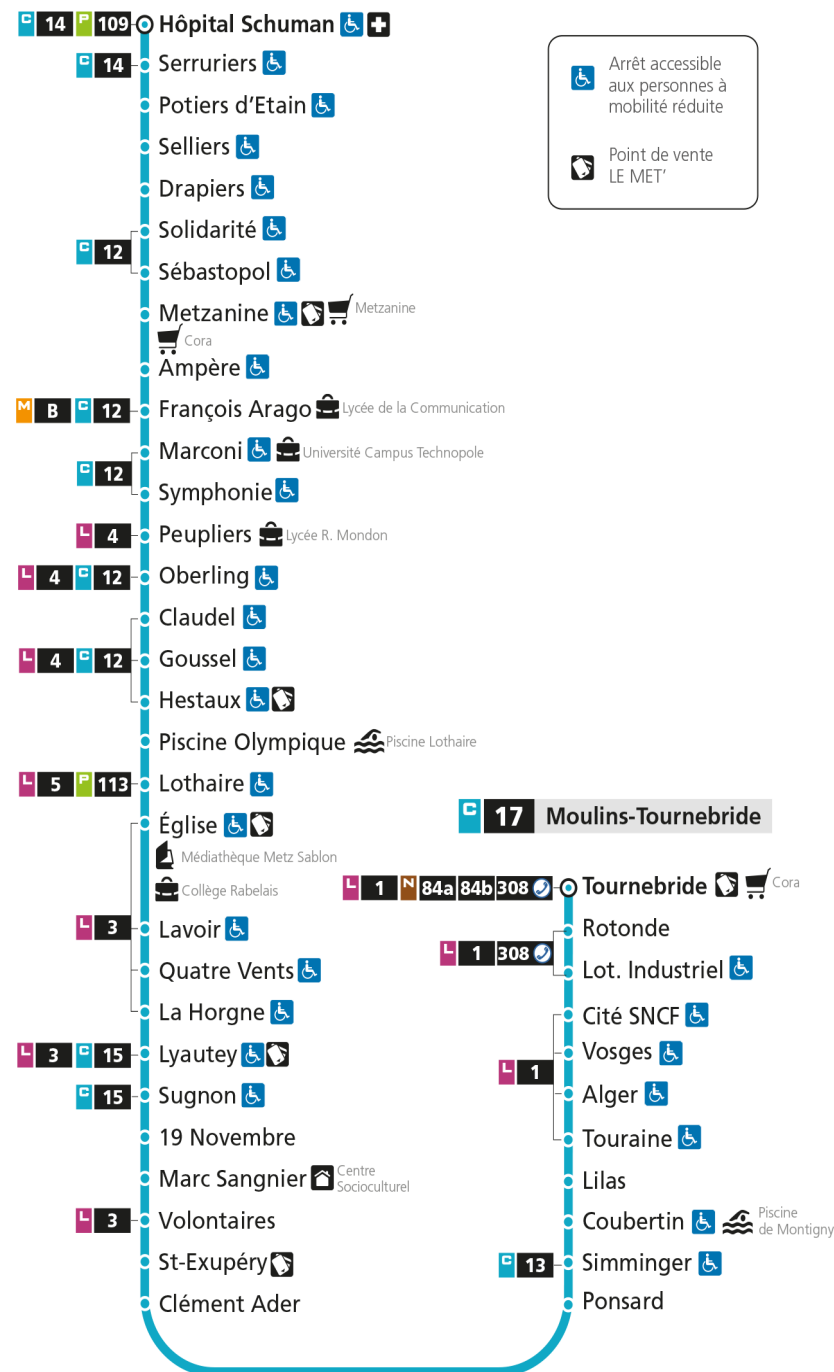 C 14 P 109 Hôpital Schuman
C 14 Serruriers
Potiers d'Etain
Selliers
Drapiers
Solidarité
C 12
Sébastopol
Metzanine Metzanine
Cora
Ampère
M B C 12 François Arago Lycée de la Communication
Marconi Université Campus Technopole
C 12
Symphonie
L 4 Peupliers Lycée R. Mondon
L 4 C 12 Oberling
Claudel
L 4 C 12 Goussel
Hestaux
Piscine Olympique Piscine Lothaire
L 5 P 113 Lothaire
Église
Médiathèque Metz Sablon
Collège Rabelais
L 3 Lavoir
Quatre Vents
La Horgne
L 3 C 15 Lyautey
C 15 Sugnon
19 Novembre
Marc Sangnier Centre
Socioculturel
L 3 Volontaires
St-Exupéry
Clément Ader
Arrêt accessible
aux personnes à
mobilité réduite
Point de vente
LE MET'
C 17 Moulins-Tournebride
L 1 N 84a 84b 308 Tournebride Cora
Rotonde
L 1 308
Lot. Industriel
Cité SNCF
Vosges
L 1
Alger
Touraine
Lilas
Coubertin Piscine
de Montigny
C 13 Simminger
Ponsard